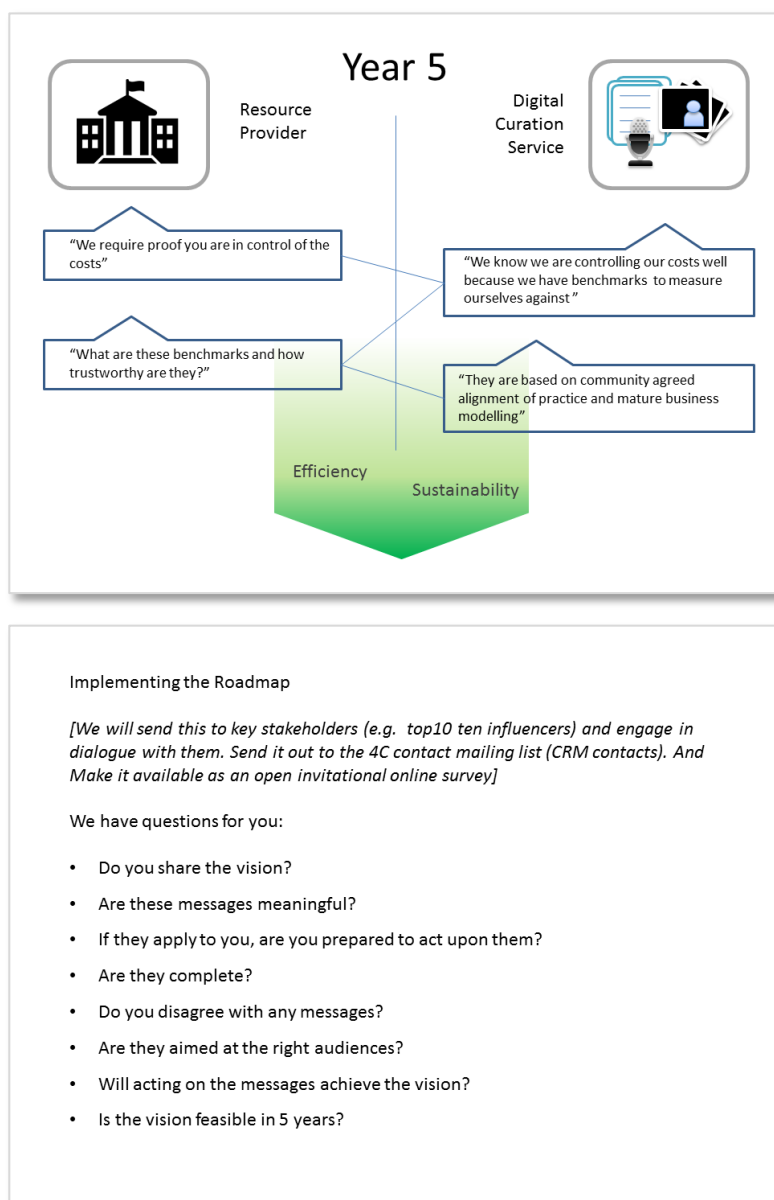 Year 5
Resource
Provider
Digital
Curation
Service
“We require proof you are in control of the
costs”
“We know we are controlling our costs well
because we have benchmarks to measure
ourselves against ”
“What are these benchmarks and how
trustworthy are they?”
“They are based on community agreed
alignment of practice and mature business
modelling”
Efficiency
Sustainability
Implementing the Roadmap
[We will send this to key stakeholders (e.g. top10 ten influencers) and engage in
dialogue with them. Send it out to the 4C contact mailing list (CRM contacts). And
Make it available as an open invitational online survey]
We have questions for you:
• Do you share the vision?
• Are these messages meaningful?
• If they apply to you, are you prepared to act upon them?
• Are they complete?
• Do you disagree with any messages?
• Are they aimed at the right audiences?
• Will acting on the messages achieve the vision?
• Is the vision feasible in 5 years?